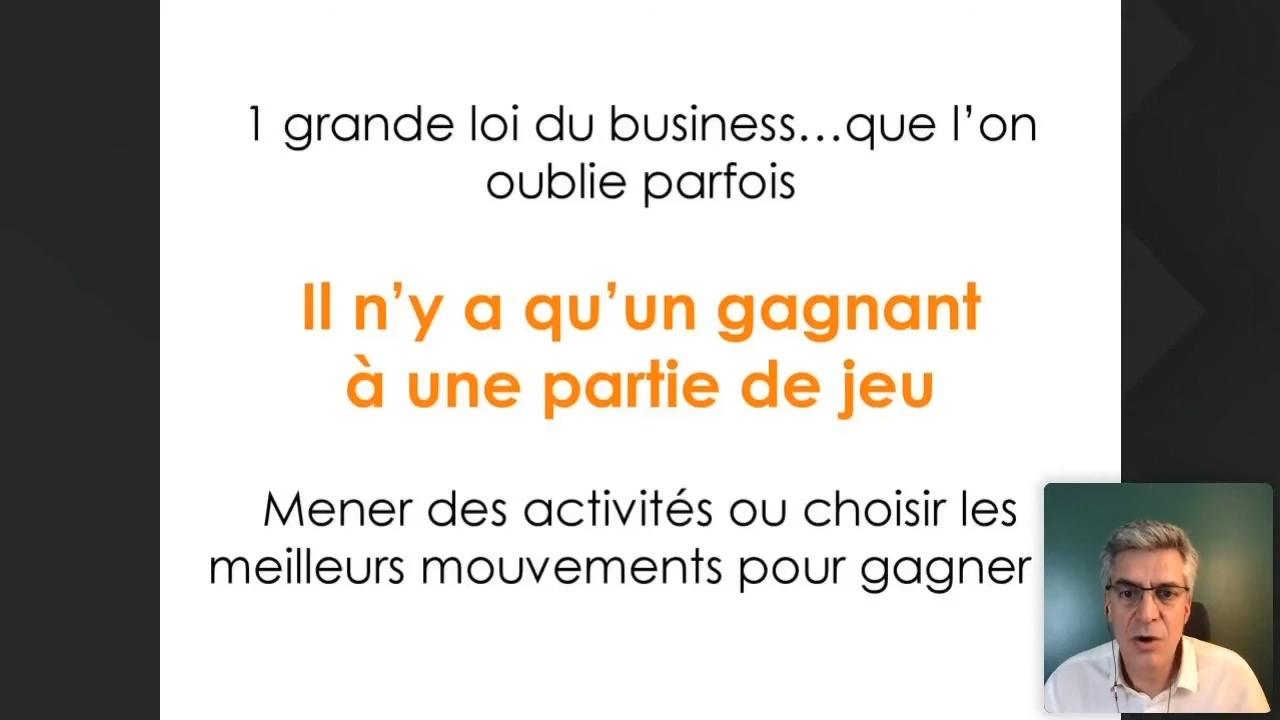 1 grande loi du business...que l'on
oublie parfois
Il n'y a qu'un gagnant
à une partie de jeu
Mener des activités ou choisir les
meilleurs mouvements pour gagner